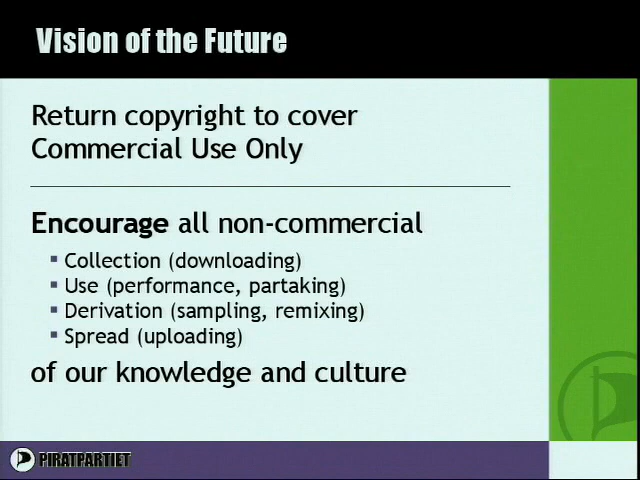 Vision of the Future
Return copyright to cover
Commercial Use Only
Encourage all non-commercial
Collection (downloading)
Use (performance, partaking)
Derivation (sampling, remixing)
Spread (uploading)
of our knowledge and culture
PIRATPARTIET